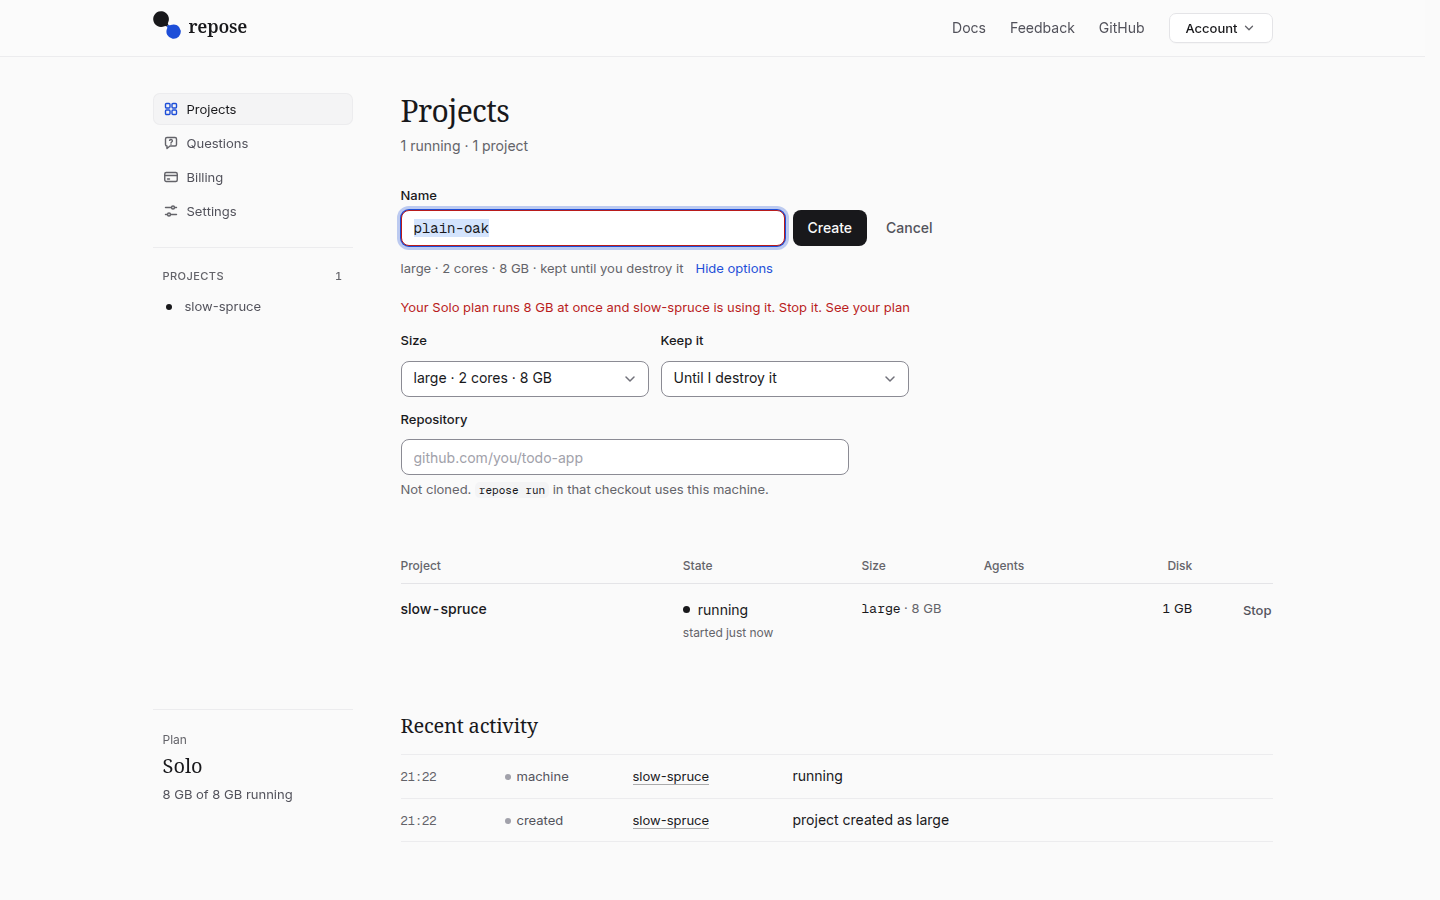 repose
Docs
Feedback
GitHub
Account
Projects
Questions
Billing
Settings
PROJECTS 1
slow-spruce
Plan
Solo
8 GB of 8 GB running
Projects
1 running · 1 project
Name
plain-oak
Create
Cancel
large · 2 cores · 8 GB · kept until you destroy it Hide options
Your Solo plan runs 8 GB at once and slow-spruce is using it. Stop it. See your plan
Size
Keep it
large · 2 cores · 8 GB
Until I destroy it
Repository
github.com/you/todo-app
Not cloned. repose run in that checkout uses this machine.
Project State Size Agents Disk
slow-spruce running large · 8 GB 1 GB Stop
started just now
Recent activity
21:22 machine slow-spruce running
21:22 created slow-spruce project created as large